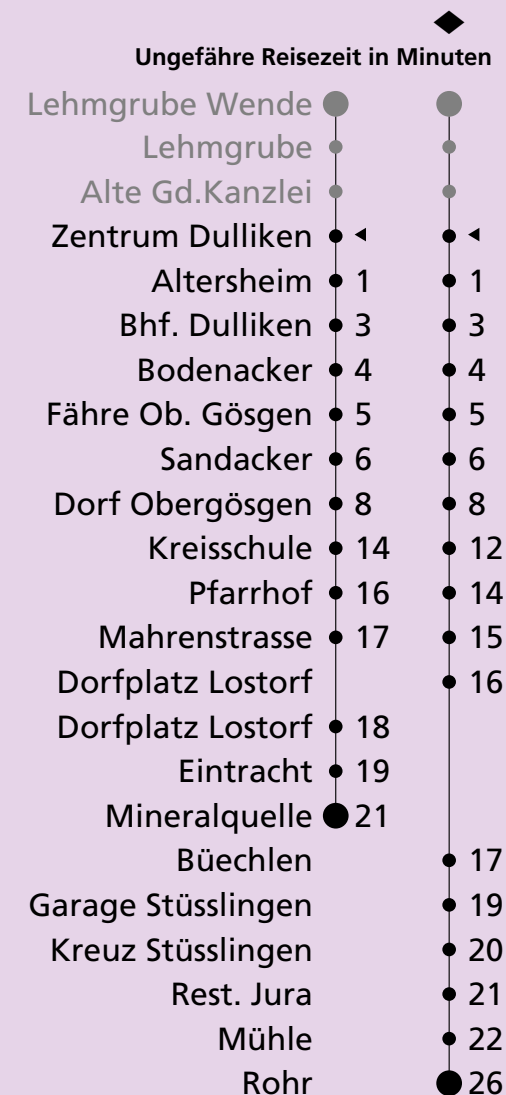 Ungefähre Reisezeit in Minuten
Lehmgrube Wende
Lehmgrube
Alte Gd.Kanzlei
Zentrum Dulliken
Altersheim 1 1
Bhf. Dulliken 3 3
Bodenacker 4 4
Fähre Ob. Gösgen 5 5
Sandacker 6 6
Dorf Obergösgen 8 8
Kreisschule 14 12
Pfarrhof 16 14
Mahrenstrasse 17 15
Dorfplatz Lostorf 16
Dorfplatz Lostorf 18
Eintracht 19
Mineralquelle 21
Büechlen 17
Garage Stüsslingen 19
Kreuz Stüsslingen 20
Rest. Jura 21
Mühle 22
Rohr 26